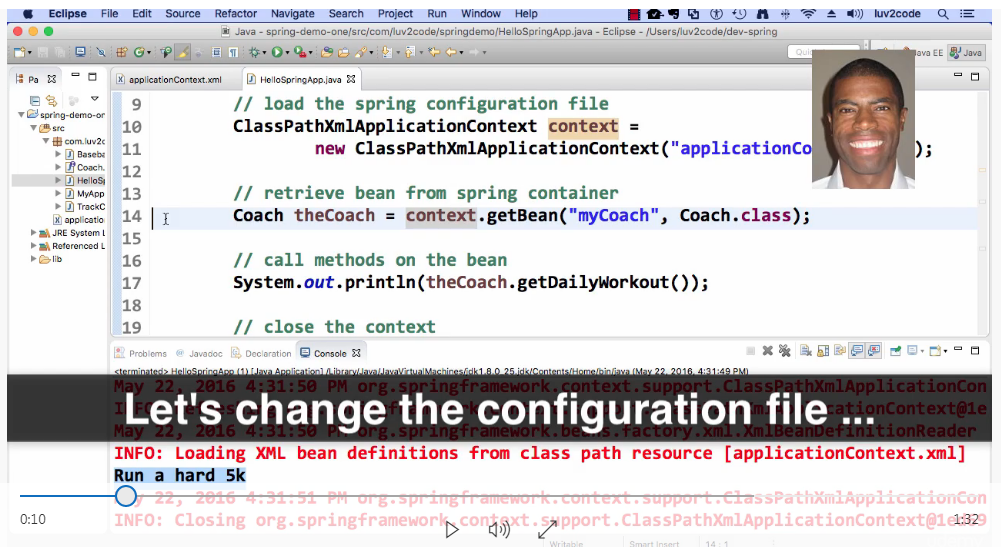 Eclipse File Edit Source Refactor Navigate Search Project Run Window Help luv2code
Java - spring-demo-one/src/com/luv2code/springdemo/HelloSpringApp.java - Eclipse - /Users/luv2code/dev-spring
Quic Java EE Java
Pa applicationContext.xml HelloSpringApp.java
spring-demo-or
src
com.luv2c
Baseba
Coach.
HelloSp
MyApp
TrackC
applicatio
JRE System L
Referenced L
lib
9 // load the spring configuration file
10 ClassPathXmlApplicationContext context =
11 new ClassPathXmlApplicationContext("applicationCo );
12
13 // retrieve bean from spring container
14 Coach theCoach = context.getBean("myCoach", Coach.class);
15
16 // call methods on the bean
17 System.out.println(theCoach.getDailyWorkout());
18
19 // close the context
Problems Javadoc Declaration Console
<terminated> HelloSpringApp (1) [Java Application] /Library/Java/JavaVirtualMachines/jdk1.8.0_25.jdk/Contents/Home/bin/java (May 22, 2016, 4:31:49 PM)
May 22, 2016 4:31:50 PM org.springframework.context.support.ClassPathXmlApplicationCon
Let's change the configuration file ...
May 22, 2016 4:31:50 PM org.springframework.beans.factory.xml.XmlBeanDefinitionReader
INFO: Loading XML bean definitions from class path resource [applicationContext.xml]
Run a hard 5k
22, 2016 4:31:51 PM org.springframework.context.support.ClassPathXmlApplicationCon
INFO: Closing org.springframework.context.support.ClassPathXmlApplicationContext@1e
0:10 1:32
Writable Smart Insert 14 : 1